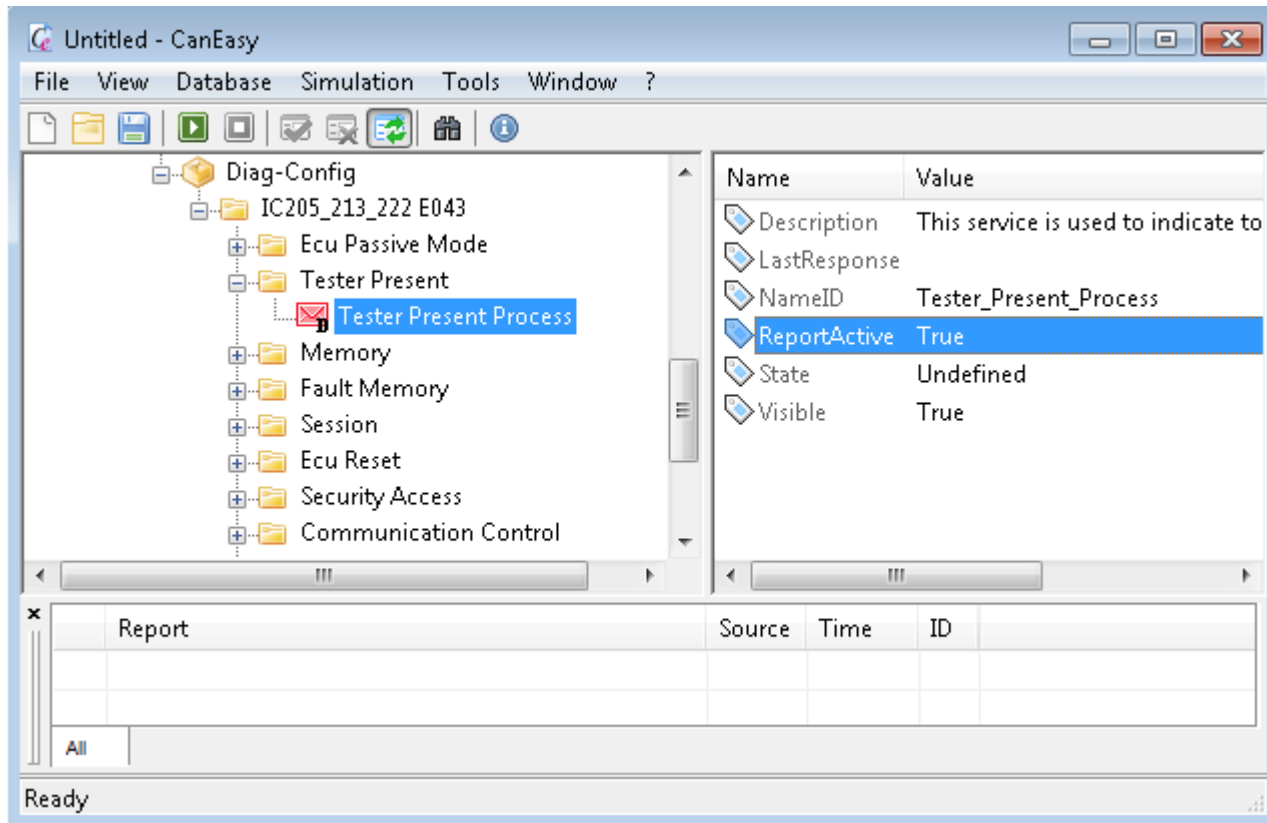 Untitled - CanEasy
File View Database Simulation Tools Window ?
Diag-Config
IC205_213_222 E043
Ecu Passive Mode
Tester Present
Tester Present Process
Memory
Fault Memory
Session
Ecu Reset
Security Access
Communication Control
Name Value
Description This service is used to indicate to
LastResponse
NameID Tester_Present_Process
ReportActive True
State Undefined
Visible True
Report Source Time ID
All
Ready